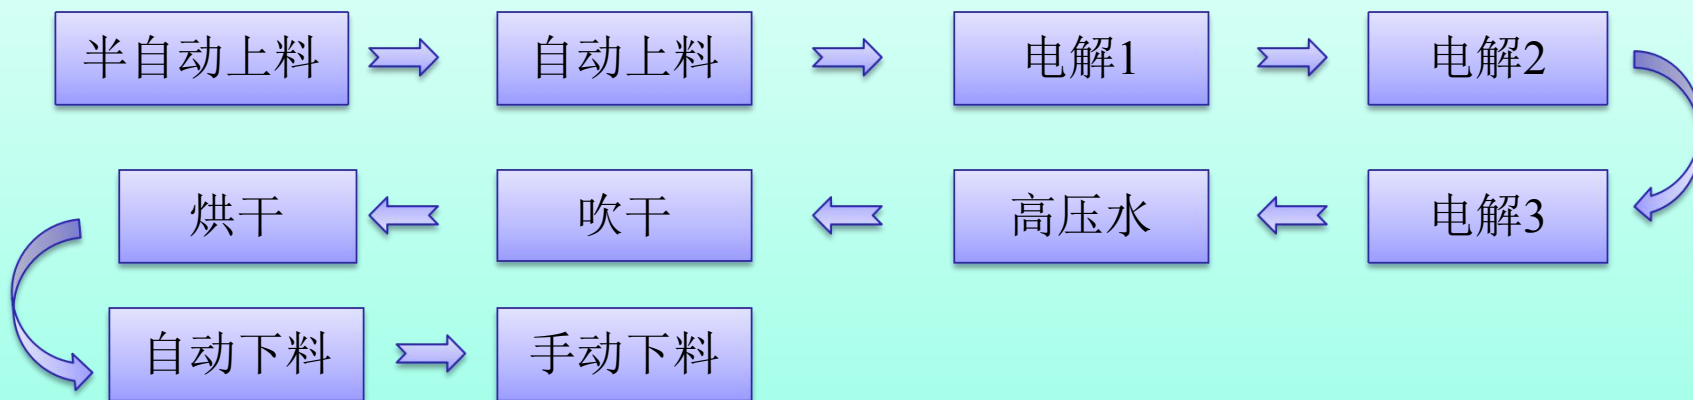 半自动上料
自动上料
电解1
电解2
电解3
高压水
吹干
烘干
自动下料
手动下料